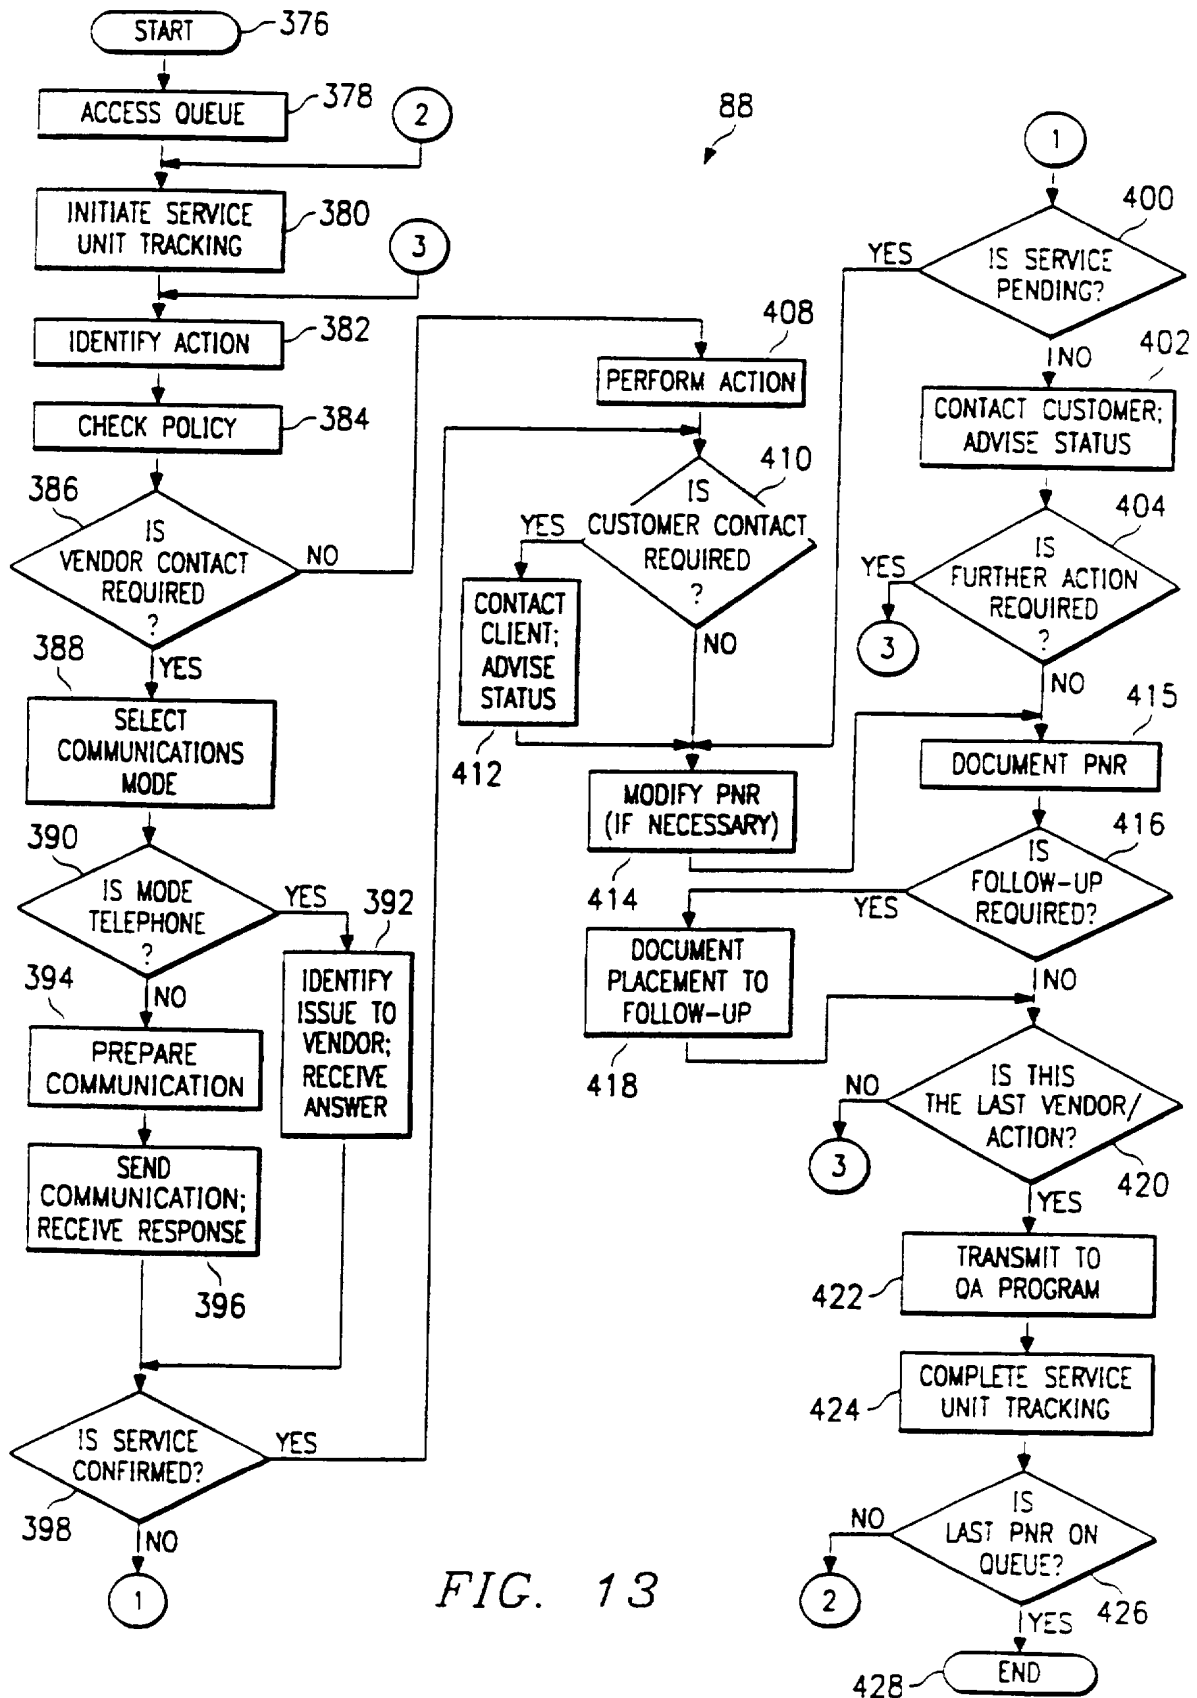 START
376
ACCESS QUEUE
378
2
INITIATE SERVICE
UNIT TRACKING
380
3
IDENTIFY ACTION
382
CHECK POLICY
384
386
IS
VENDOR CONTACT
REQUIRED
?
NO
YES
388
SELECT
COMMUNICATIONS
MODE
390
IS MODE
TELEPHONE
?
YES
392
IDENTIFY
ISSUE TO
VENDOR;
RECEIVE
ANSWER
NO
394
PREPARE
COMMUNICATION
SEND
COMMUNICATION;
RECEIVE RESPONSE
396
IS SERVICE
CONFIRMED?
YES
398
NO
1
88
408
PERFORM ACTION
410
IS
CUSTOMER CONTACT
REQUIRED
?
YES
CONTACT
CLIENT;
ADVISE
STATUS
412
NO
MODIFY PNR
(IF NECESSARY)
414
1
400
IS SERVICE
PENDING?
YES
NO
402
CONTACT CUSTOMER;
ADVISE STATUS
404
IS
FURTHER ACTION
REQUIRED
?
YES
3
NO
415
DOCUMENT PNR
416
IS
FOLLOW-UP
REQUIRED?
YES
DOCUMENT
PLACEMENT TO
FOLLOW-UP
418
NO
IS THIS
THE LAST VENDOR/
ACTION?
NO
3
420
YES
TRANSMIT TO
QA PROGRAM
422
COMPLETE SERVICE
UNIT TRACKING
424
IS
LAST PNR ON
QUEUE?
NO
2
426
YES
END
428
FIG. 13